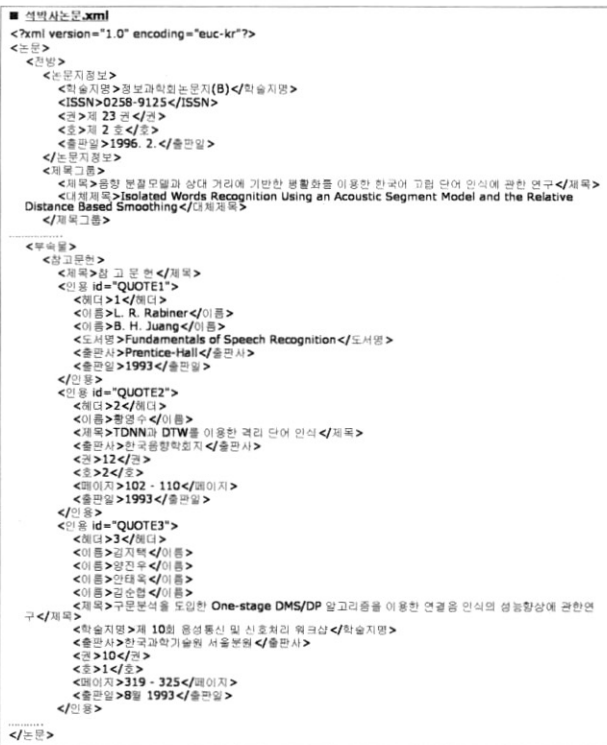 ■ 석박사논문.xml
<?xml version="1.0" encoding="euc-kr"?>
<논문>
<전방>
<논문지정보>
<학술지명>정보과학회논문지(B)</학술지명>
<ISSN>0258-9125</ISSN>
<권>제 23 권</권>
<호>제 2 호</호>
<출판일>1996. 2.</출판일>
</논문지정보>
<제목그룹>
<제목>음향 분절모델과 상대 거리에 기반한 평활화를 이용한 한국어 고립 단어 인식에 관한 연구</제목>
<대체제목>Isolated Words Recognition Using an Acoustic Segment Model and the Relative
Distance Based Smoothing</대체제목>
</제목그룹>
..............
<부속물>
<참고문헌>
<제목>참 고 문 헌</제목>
<인용 id="QUOTE1">
<헤더>1</헤더>
<이름>L. R. Rabiner</이름>
<이름>B. H. Juang</이름>
<도서명>Fundamentals of Speech Recognition</도서명>
<출판사>Prentice-Hall</출판사>
<출판일>1993</출판일>
</인용>
<인용 id="QUOTE2">
<헤더>2</헤더>
<이름>황영수</이름>
<제목>TDNN과 DTW를 이용한 격리 단어 인식</제목>
<출판사>한국음향학회지</출판사>
<권>12</권>
<호>2</호>
<페이지>102 - 110</페이지>
<출판일>1993</출판일>
</인용>
<인용 id="QUOTE3">
<헤더>3</헤더>
<이름>김지택</이름>
<이름>양진우</이름>
<이름>안태옥</이름>
<이름>김순협</이름>
<제목>구문분석을 도입한 One-stage DMS/DP 알고리즘을 이용한 연결음 인식의 성능향상에 관한연
구</제목>
<학술지명>제 10회 음성통신 및 신호처리 워크샵</학술지명>
<출판사>한국과학기술원 서울분원</출판사>
<권>10</권>
<호>1</호>
<페이지>319 - 325</페이지>
<출판일>8월 1993</출판일>
</인용>
..........
</논문>